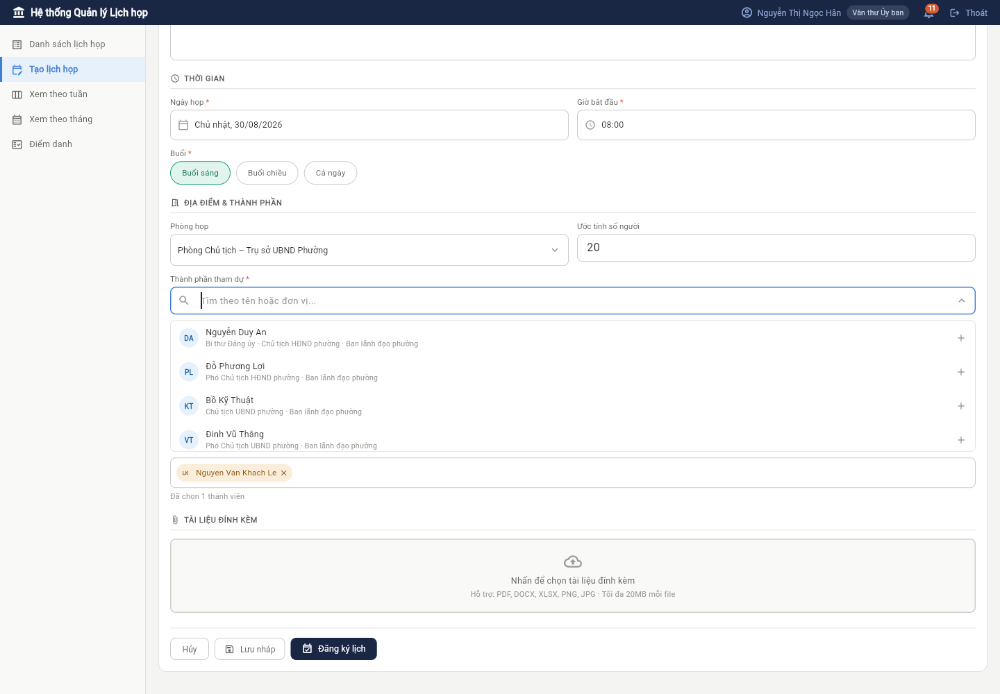 Hệ thống Quản lý Lịch họp
Nguyễn Thị Ngọc Hân
Văn thư Ủy ban
11
Thoát
Danh sách lịch họp
Tạo lịch họp
Xem theo tuần
Xem theo tháng
Điểm danh
THỜI GIAN
Ngày họp *
Giờ bắt đầu *
Chủ nhật, 30/08/2026
08:00
Buổi *
Buổi sáng
Buổi chiều
Cả ngày
ĐỊA ĐIỂM & THÀNH PHẦN
Phòng họp
Ước tính số người
Phòng Chủ tịch – Trụ sở UBND Phường
20
Thành phần tham dự *
Tìm theo tên hoặc đơn vị...
DA
Nguyễn Duy An
Bí thư Đảng ủy - Chủ tịch HĐND phường · Ban lãnh đạo phường
PL
Đỗ Phương Lợi
Phó Chủ tịch HĐND phường · Ban lãnh đạo phường
KT
Bồ Kỹ Thuật
Chủ tịch UBND phường · Ban lãnh đạo phường
VT
Đinh Vũ Thắng
Phó Chủ tịch UBND phường · Ban lãnh đạo phường
LK
Nguyen Van Khach Le
Đã chọn 1 thành viên
TÀI LIỆU ĐÍNH KÈM
Nhấn để chọn tài liệu đính kèm
Hỗ trợ: PDF, DOCX, XLSX, PNG, JPG · Tối đa 20MB mỗi file
Hủy
Lưu nháp
Đăng ký lịch